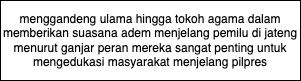 menggandeng ulama hingga tokoh agama dalam
memberikan suasana adem menjelang pemilu di jateng
menurut ganjar peran mereka sangat penting untuk
mengedukasi masyarakat menjelang pilpres